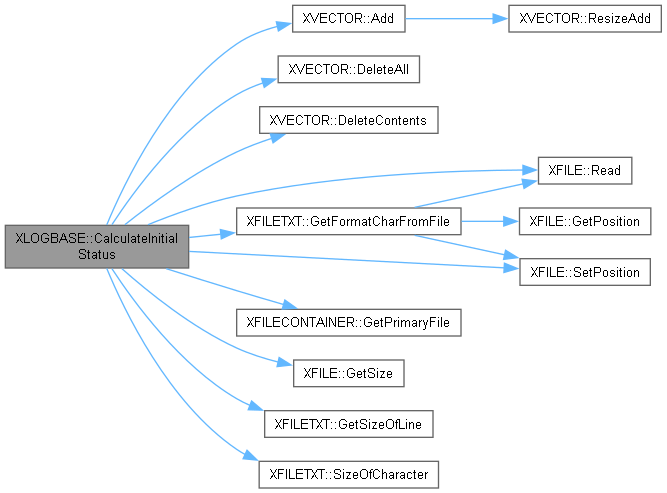 XVECTOR::Add
XVECTOR::ResizeAdd
XVECTOR::DeleteAll
XVECTOR::DeleteContents
XFILE::Read
XLOGBASE::CalculateInitial
Status
XFILETXT::GetFormatCharFromFile
XFILE::GetPosition
XFILE::SetPosition
XFILECONTAINER::GetPrimaryFile
XFILE::GetSize
XFILETXT::GetSizeOfLine
XFILETXT::SizeOfCharacter